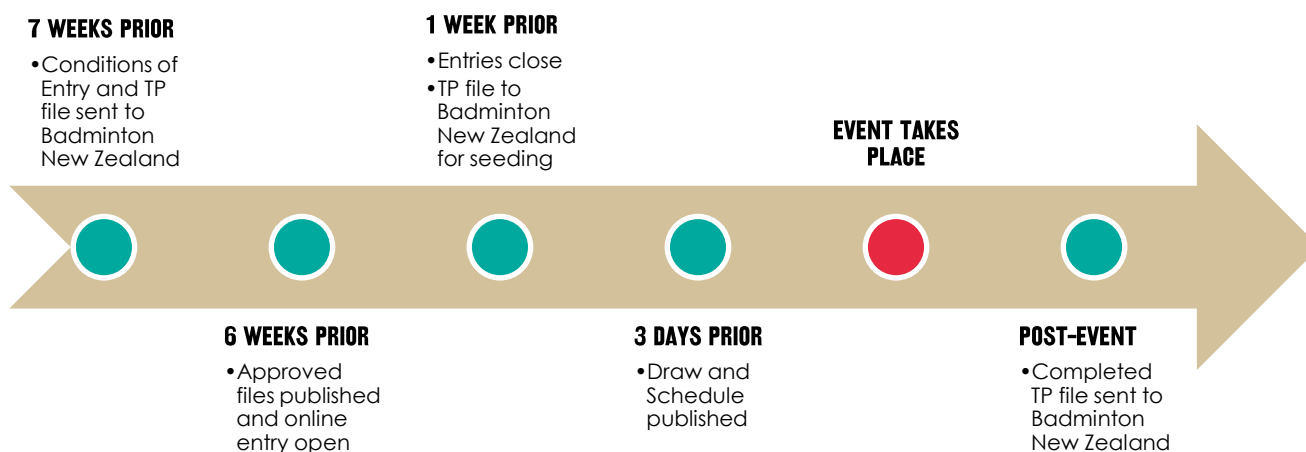 7 WEEKS PRIOR
•Conditions of
Entry and TP
file sent to
Badminton
New Zealand
6 WEEKS PRIOR
•Approved
files published
and online
entry open
1 WEEK PRIOR
•Entries close
•TP file to
Badminton
New Zealand
for seeding
3 DAYS PRIOR
•Draw and
Schedule
published
EVENT TAKES
PLACE
POST-EVENT
•Completed
TP file sent to
Badminton
New Zealand